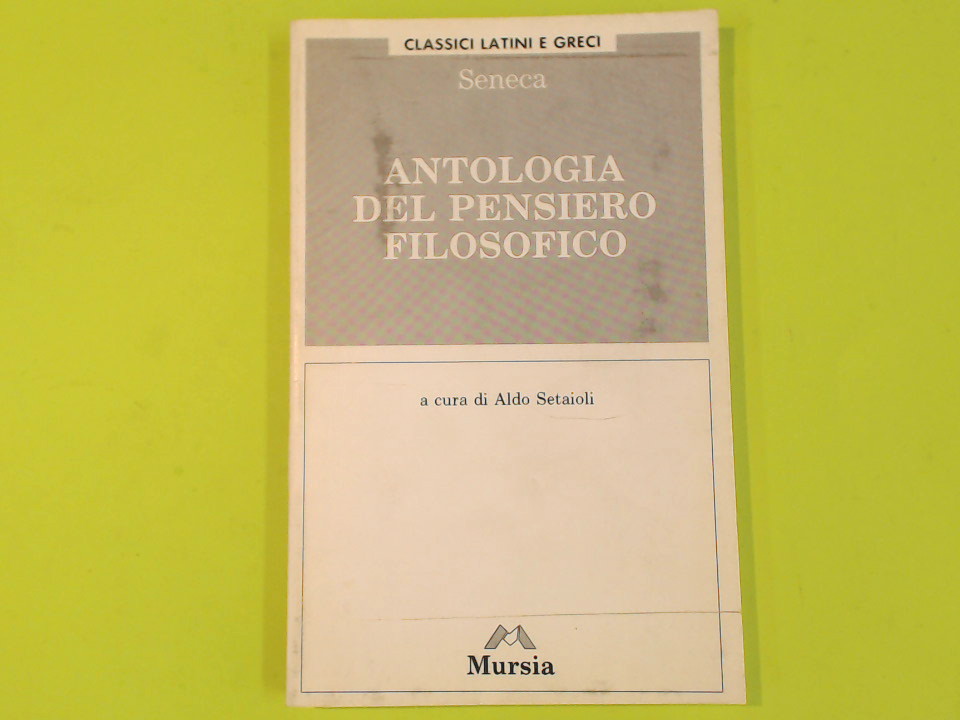 CLASSICI LATINI E GRECI
Seneca
ANTOLOGIA
DEL PENSIERO
FILOSOFICO
a cura di Aldo Setaioli
Mursia